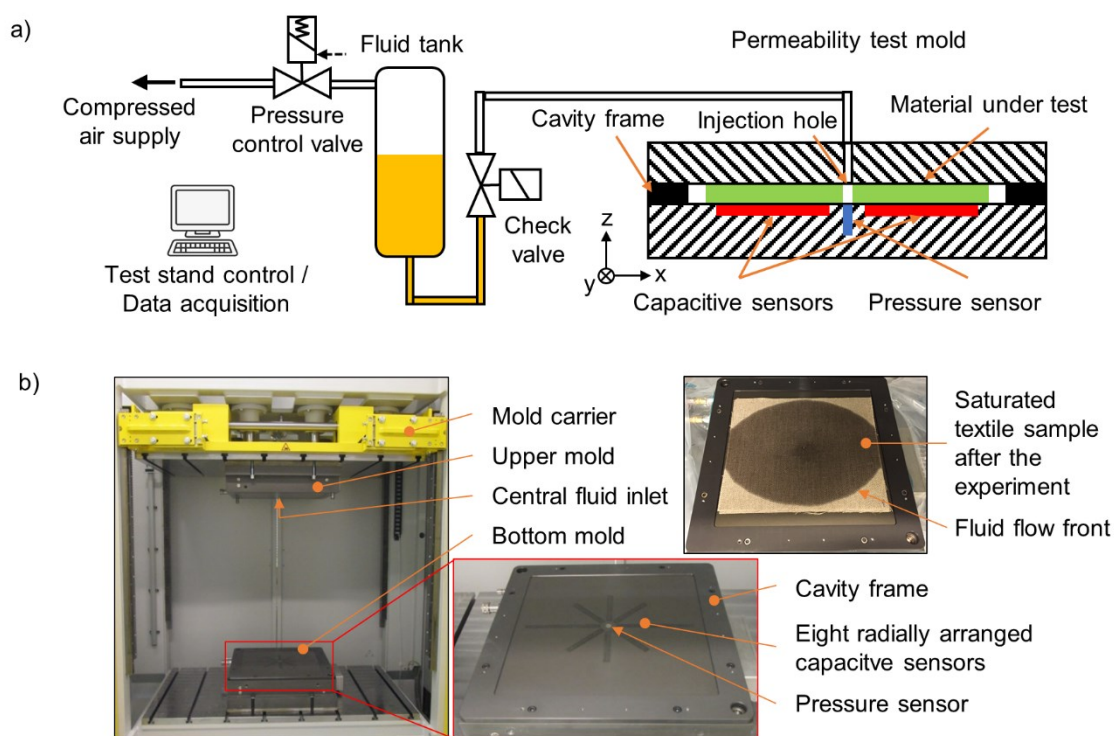 a)
Fluid tank
Permeability test mold
Compressed
air supply
Pressure
control valve
Cavity frame
Injection hole
Material under test
Check
valve
z
y
x
Test stand control /
Data acquisition
Capacitive sensors
Pressure sensor
b)
Mold carrier
Upper mold
Central fluid inlet
Bottom mold
Saturated
textile sample
after the
experiment
Fluid flow front
Cavity frame
Eight radially arranged
capacitve sensors
Pressure sensor